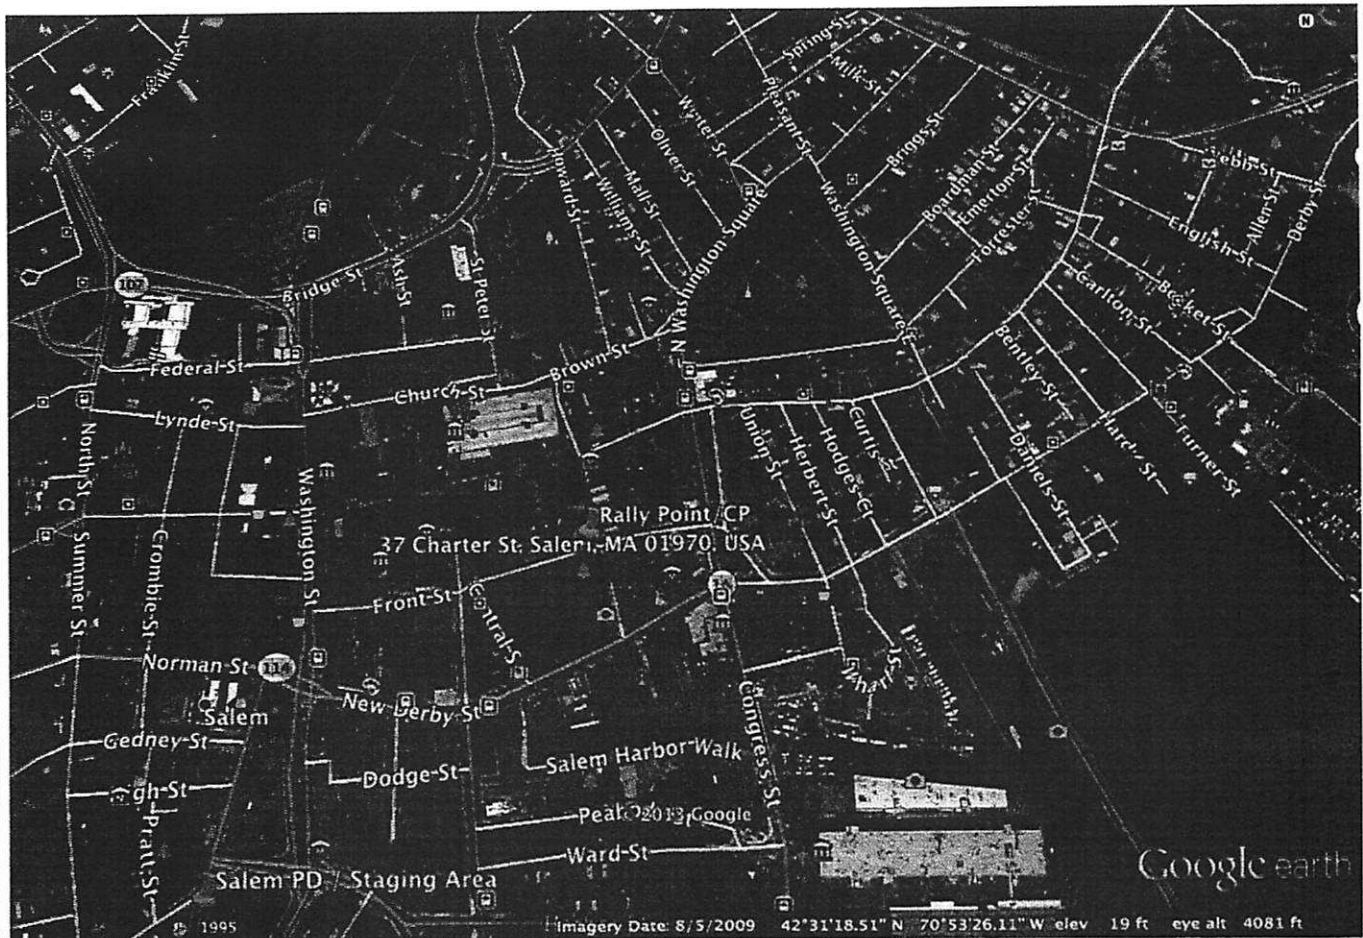 N
Spring St
Franklin St
Milk St
Pleasant St
Winter St
Oliver St
Briggs St
Howard St
Mall St
Williams St
Boardman St
Emerton St
Forrester St
Webb St
Allen St
Derby St
English St
Washington Square
N Washington Square
Washington Square E
107
Bridge St
Ash St
St Peter St
Carlton St
Becket St
Federal St
Brown St
Church St
Bentley St
Lynde St
North St
Washington St
Union St
Herbert St
Hodges Ct
Curtis
Daniels St
Turner St
Rally Point/CP
37 Charter St. Salem, MA 01970, USA
Summer St
Crombie St
Front St
Central S
Norman St
114
New Derby St
Salem
Gedney St
Congress St
Salem Harbor Walk
Dodge St
gh St
Pratt St
©2013 Google
Ward St
Salem PD / Staging Area
Google earth
1995
Imagery Date: 8/5/2009 42°31'18.51" N 70°53'26.11" W elev 19 ft eye alt 4081 ft